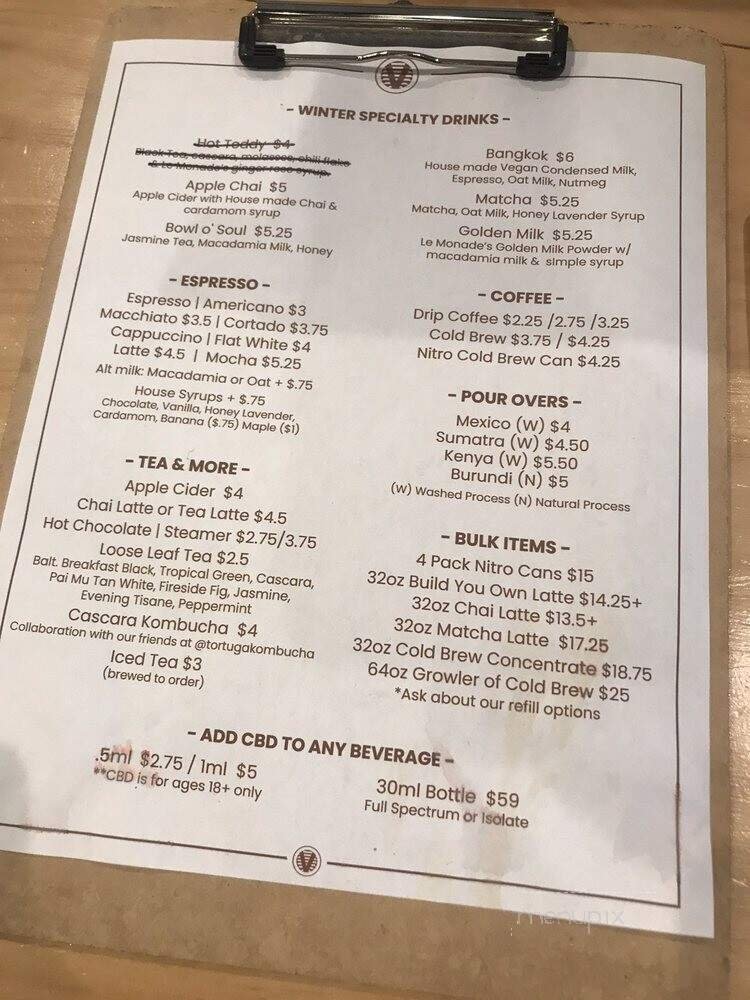 - WINTER SPECIALTY DRINKS -
Hot Teddy $4
Black Tea, cascara, molasses, chili flake
& Le Monade's ginger rose syrup.
Apple Chai $5
Apple Cider with House made Chai &
cardamom syrup
Bowl o' Soul $5.25
Jasmine Tea, Macadamia Milk, Honey
Bangkok $6
House made Vegan Condensed Milk,
Espresso, Oat Milk, Nutmeg
Matcha $5.25
Matcha, Oat Milk, Honey Lavender Syrup
Golden Milk $5.25
Le Monade's Golden Milk Powder w/
macadamia milk & simple syrup
- ESPRESSO -
Espresso | Americano $3
Macchiato $3.5 | Cortado $3.75
Cappuccino | Flat White $4
Latte $4.5 | Mocha $5.25
Alt milk: Macadamia or Oat + $.75
House Syrups + $.75
Chocolate, Vanilla, Honey Lavender,
Cardamom, Banana ($.75) Maple ($1)
- COFFEE -
Drip Coffee $2.25 /2.75 /3.25
Cold Brew $3.75 / $4.25
Nitro Cold Brew Can $4.25
- POUR OVERS -
Mexico (W) $4
Sumatra (W) $4.50
Kenya (W) $5.50
Burundi (N) $5
(W) Washed Process (N) Natural Process
- TEA & MORE -
Apple Cider $4
Chai Latte or Tea Latte $4.5
Hot Chocolate | Steamer $2.75/3.75
Loose Leaf Tea $2.5
Balt. Breakfast Black, Tropical Green, Cascara,
Pai Mu Tan White, Fireside Fig, Jasmine,
Evening Tisane, Peppermint
Cascara Kombucha $4
Collaboration with our friends at @tortugakombucha
Iced Tea $3
(brewed to order)
- BULK ITEMS -
4 Pack Nitro Cans $15
32oz Build You Own Latte $14.25+
32oz Chai Latte $13.5+
32oz Matcha Latte $17.25
32oz Cold Brew Concentrate $18.75
64oz Growler of Cold Brew $25
*Ask about our refill options
- ADD CBD TO ANY BEVERAGE -
.5ml $2.75 / 1ml $5
**CBD is for ages 18+ only
30ml Bottle $59
Full Spectrum or Isolate
menupix